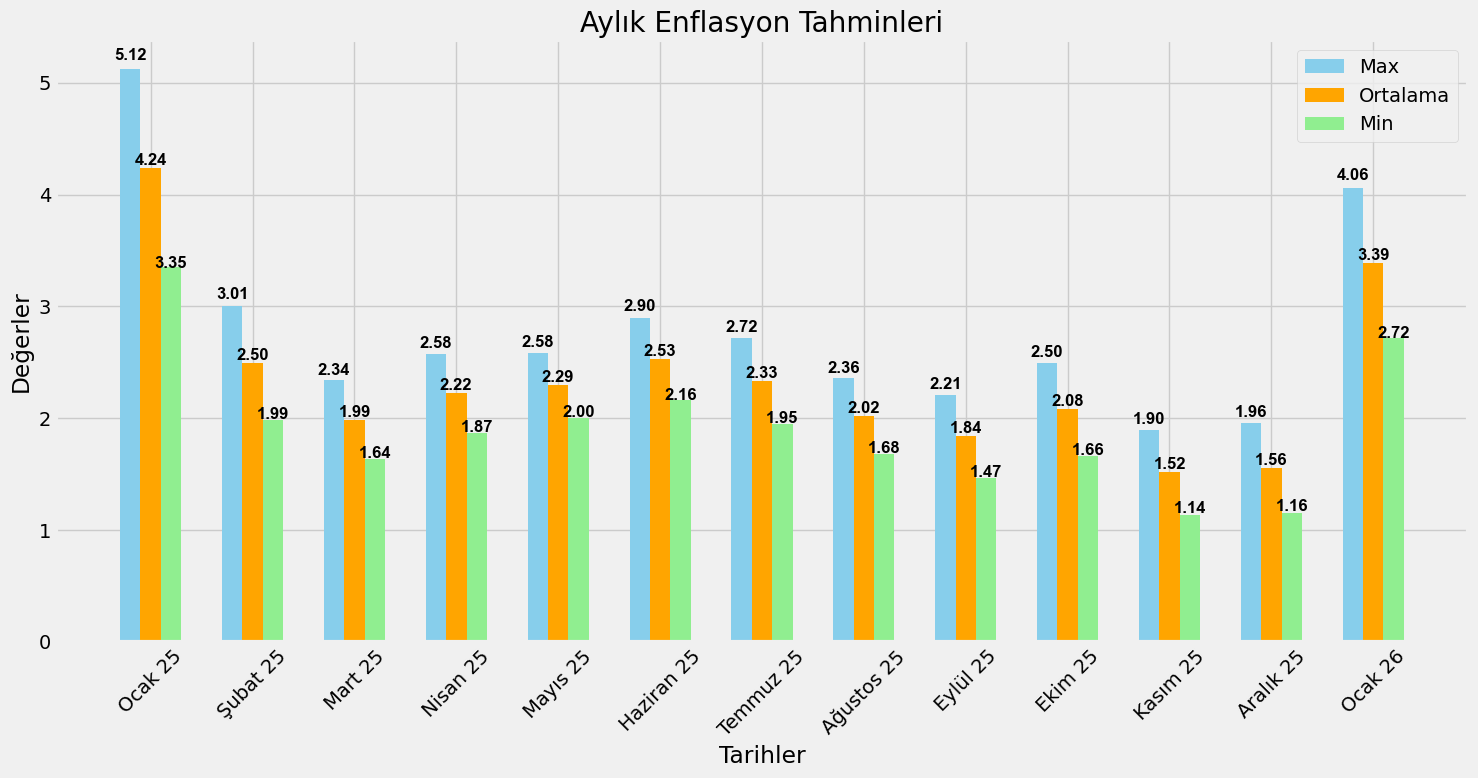 Aylık Enflasyon Tahminleri
Max
Ortalama
Min
Değerler
5
4
3
2
1
0
5.12
4.24
3.35
3.01
2.50
1.99
2.34
1.99
1.64
2.58
2.22
1.87
2.58
2.29
2.00
2.90
2.53
2.16
2.72
2.33
1.95
2.36
2.02
1.68
2.21
1.84
1.47
2.50
2.08
1.66
1.90
1.52
1.14
1.96
1.56
1.16
4.06
3.39
2.72
Ocak 25
Şubat 25
Mart 25
Nisan 25
Mayıs 25
Haziran 25
Temmuz 25
Ağustos 25
Eylül 25
Ekim 25
Kasım 25
Aralık 25
Ocak 26
Tarihler